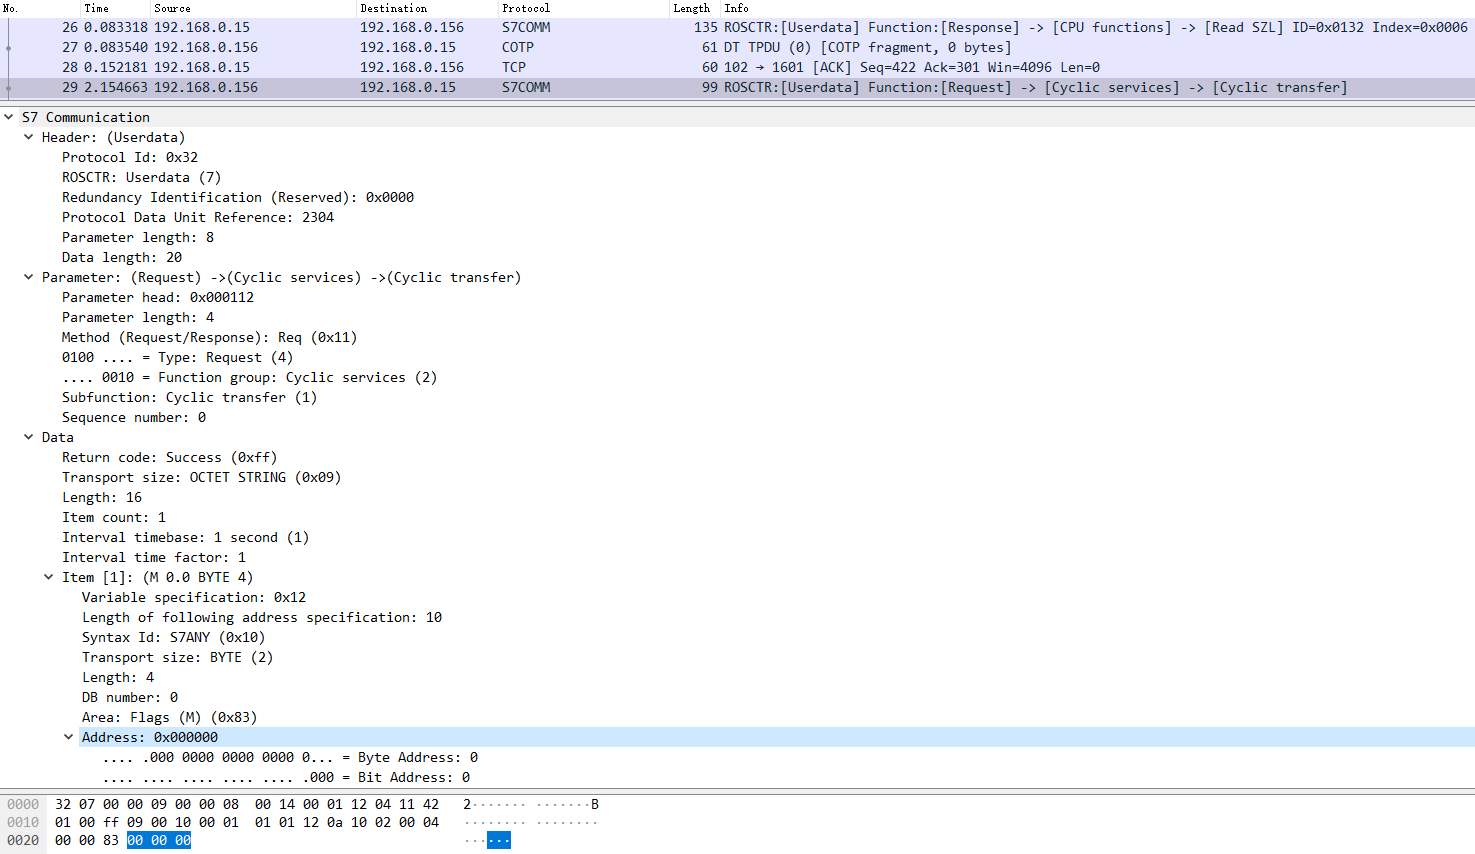 No. Time Source Destination Protocol Length Info
26 0.083318 192.168.0.15 192.168.0.156 S7COMM 135 ROSCTR:[Userdata] Function:[Response] -> [CPU functions] -> [Read SZL] ID=0x0132 Index=0x0006
27 0.083540 192.168.0.156 192.168.0.15 COTP 61 DT TPDU (0) [COTP fragment, 0 bytes]
28 0.152181 192.168.0.15 192.168.0.156 TCP 60 102 → 1601 [ACK] Seq=422 Ack=301 Win=4096 Len=0
29 2.154663 192.168.0.156 192.168.0.15 S7COMM 99 ROSCTR:[Userdata] Function:[Request] -> [Cyclic services] -> [Cyclic transfer]
S7 Communication
Header: (Userdata)
Protocol Id: 0x32
ROSCTR: Userdata (7)
Redundancy Identification (Reserved): 0x0000
Protocol Data Unit Reference: 2304
Parameter length: 8
Data length: 20
Parameter: (Request) ->(Cyclic services) ->(Cyclic transfer)
Parameter head: 0x000112
Parameter length: 4
Method (Request/Response): Req (0x11)
0100 .... = Type: Request (4)
.... 0010 = Function group: Cyclic services (2)
Subfunction: Cyclic transfer (1)
Sequence number: 0
Data
Return code: Success (0xff)
Transport size: OCTET STRING (0x09)
Length: 16
Item count: 1
Interval timebase: 1 second (1)
Interval time factor: 1
Item [1]: (M 0.0 BYTE 4)
Variable specification: 0x12
Length of following address specification: 10
Syntax Id: S7ANY (0x10)
Transport size: BYTE (2)
Length: 4
DB number: 0
Area: Flags (M) (0x83)
Address: 0x000000
.... .000 0000 0000 0000 0... = Byte Address: 0
.... .... .... .... .... .000 = Bit Address: 0
0000 32 07 00 00 09 00 00 08 00 14 00 01 12 04 11 42 2······· ·······B
0010 01 00 ff 09 00 10 00 01 01 01 12 0a 10 02 00 04 ········ ········
0020 00 00 83 00 00 00 ······